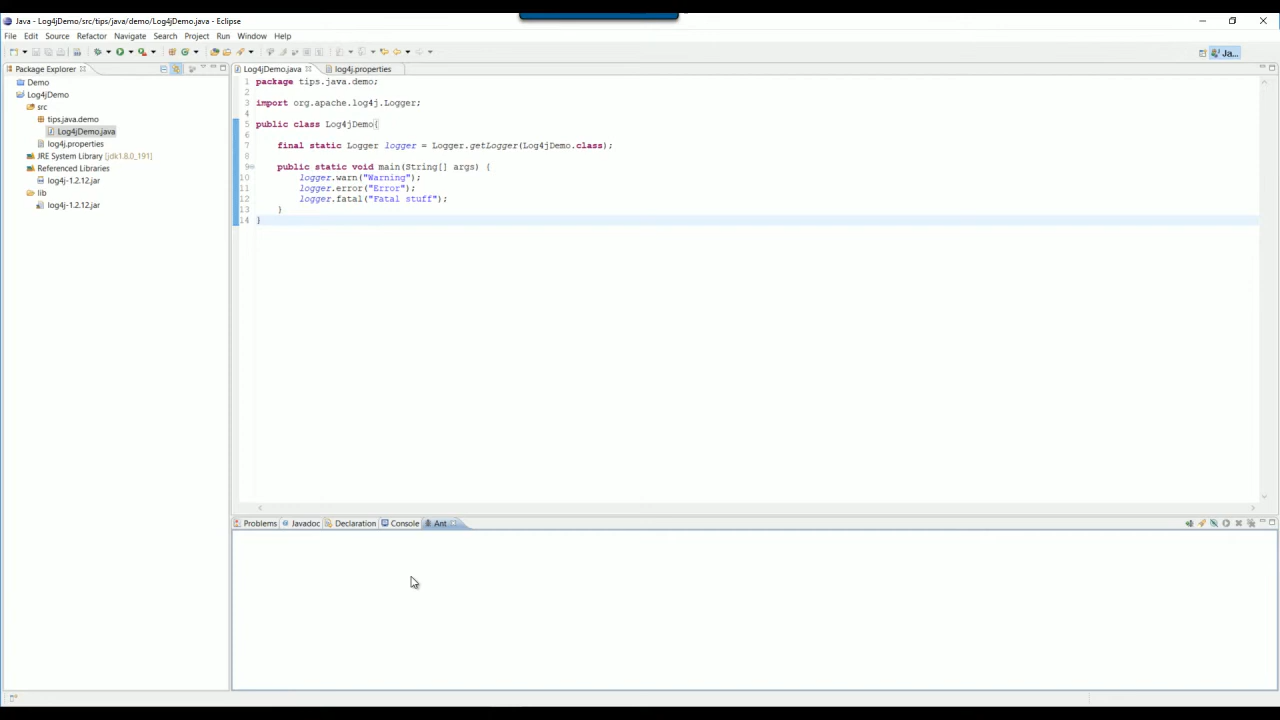 Java - Log4jDemo/src/tips/java/demo/Log4jDemo.java - Eclipse
File Edit Source Refactor Navigate Search Project Run Window Help
Ja...
Package Explorer
Demo
Log4jDemo
src
tips.java.demo
Log4jDemo.java
log4j.properties
JRE System Library [jdk1.8.0_191]
Referenced Libraries
log4j-1.2.12.jar
lib
log4j-1.2.12.jar
Log4jDemo.java log4j.properties
1 package tips.java.demo;
2
3 import org.apache.log4j.Logger;
4
5 public class Log4jDemo{
6
7 final static Logger logger = Logger.getLogger(Log4jDemo.class);
8
9 public static void main(String[] args) {
10 logger.warn("Warning");
11 logger.error("Error");
12 logger.fatal("Fatal stuff");
13 }
14 }
Problems Javadoc Declaration Console Ant